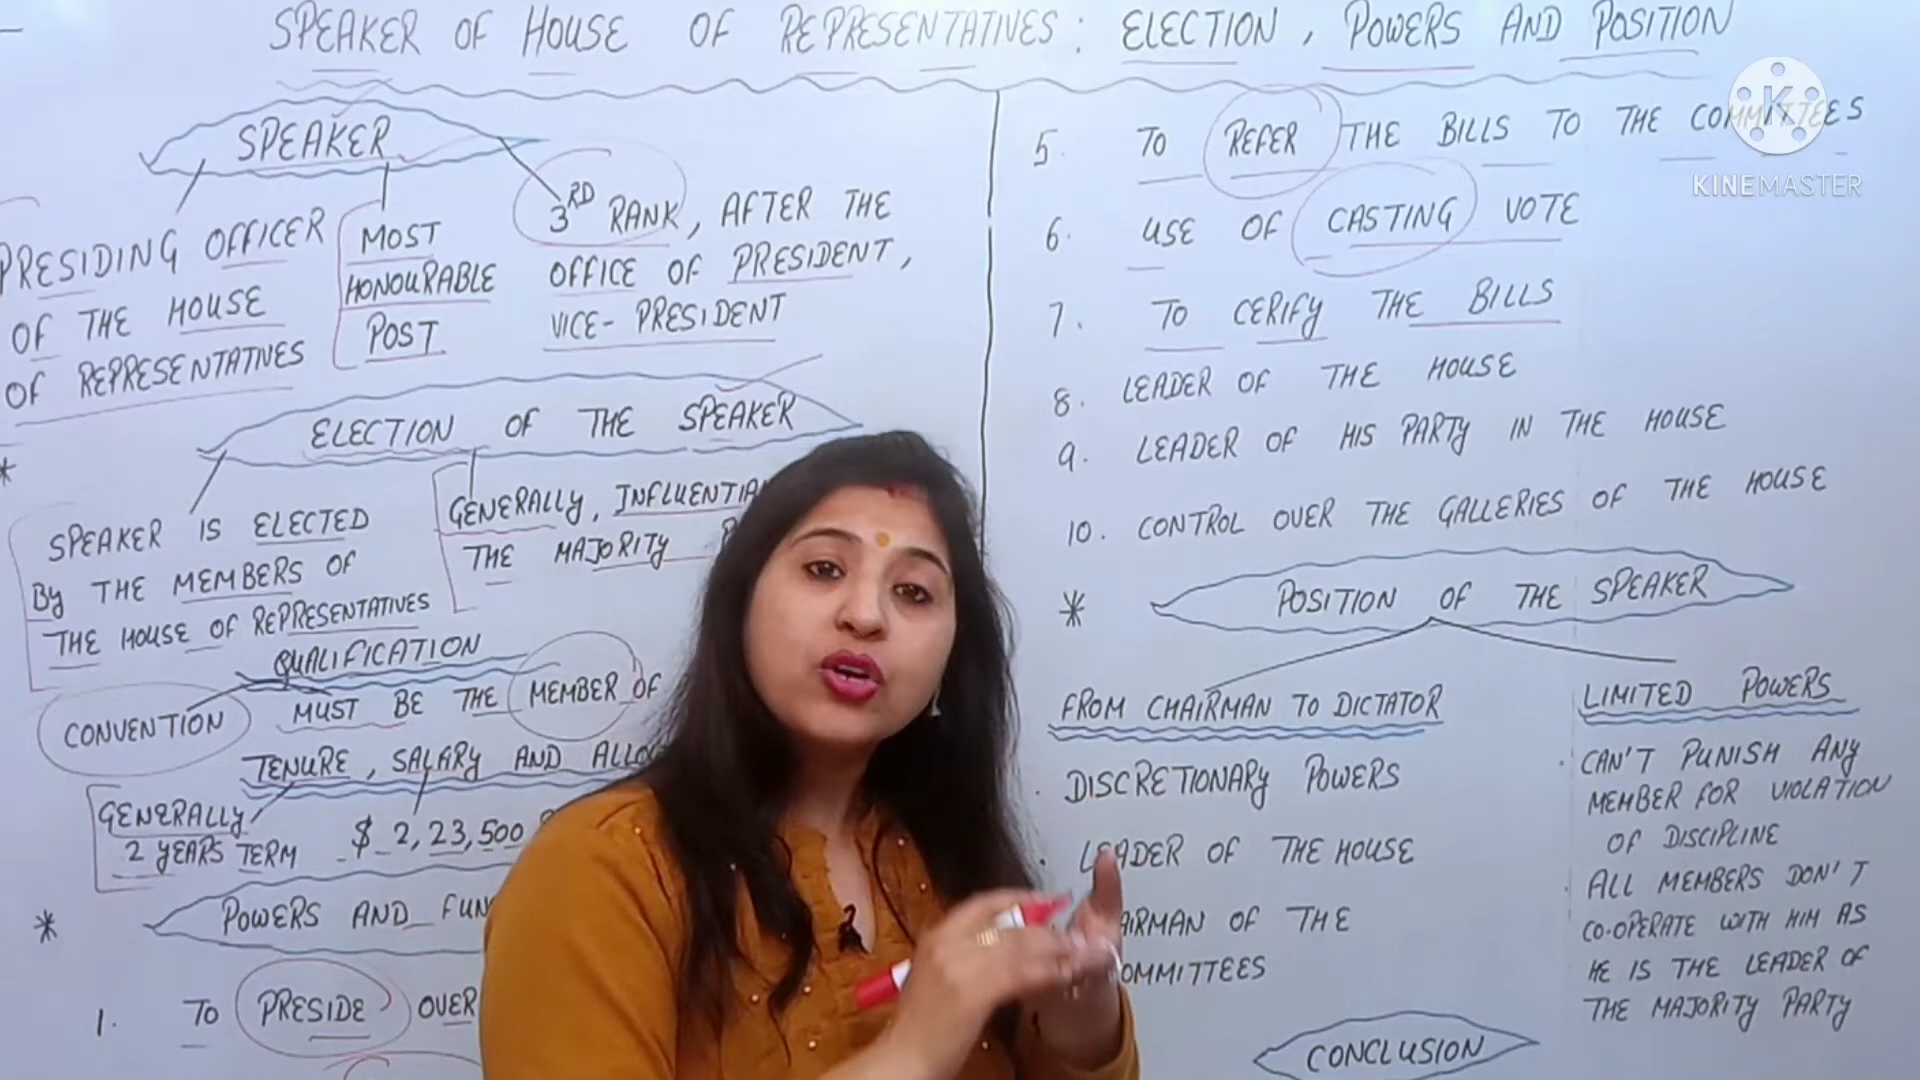 SPEAKER OF HOUSE OF REPRESENTATIVES : ELECTION , POWERS AND POSITION
SPEAKER
PRESIDING OFFICER
OF THE HOUSE
OF REPRESENTATIVES
MOST
HONOURABLE
POST
3RD RANK, AFTER THE
OFFICE OF PRESIDENT,
VICE- PRESIDENT
* ELECTION OF THE SPEAKER
SPEAKER IS ELECTED
By THE MEMBERS OF
THE HOUSE OF REPRESENTATIVES
GENERALLY, INFLUENTIA
THE MAJORITY
QUALIFICATION
CONVENTION MUST BE THE MEMBER OF
TENURE, SALARY AND ALLO
GENERALLY
2 YEARS TERM
$ 2,23,500
* POWERS AND FUN
1. TO PRESIDE OVER
5. TO REFER THE BILLS TO THE COMMITTEES
6. USE OF CASTING VOTE
7. TO CERIFY THE BILLS
8. LEADER OF THE HOUSE
9. LEADER OF HIS PARTY IN THE HOUSE
10. CONTROL OVER THE GALLERIES OF THE HOUSE
* POSITION OF THE SPEAKER
FROM CHAIRMAN TO DICTATOR
· DISCRETIONARY POWERS
· LEADER OF THE HOUSE
AIRMAN OF THE
OMMITTEES
LIMITED POWERS
· CAN'T PUNISH ANY
MEMBER FOR VIOLATION
OF DISCIPLINE
· ALL MEMBERS DON'T
CO-OPERATE WITH HIM AS
HE IS THE LEADER OF
THE MAJORITY PARTY
CONCLUSION
K
KINEMASTER